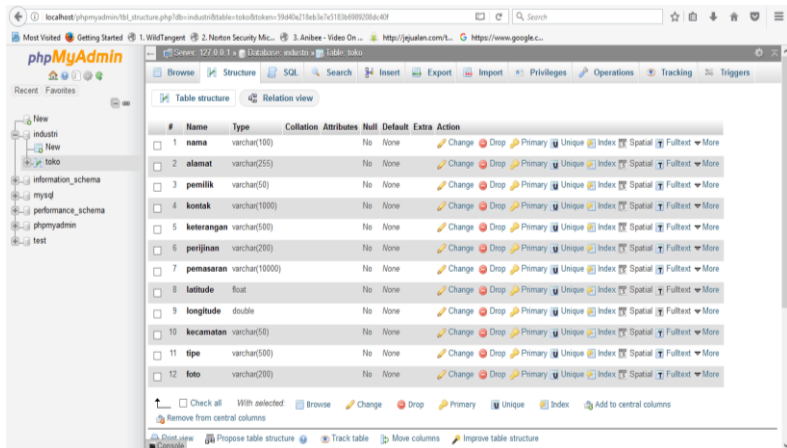 localhost/phpmyadmin/tbl_structure.php?db=industri&table=toko&token=
Search
Most Visited Getting Started 1. WildTangent 2. Norton Security Mic... 3. Anibee - Video On ... http://jejualan.com/t... https://www.google.c...
phpMyAdmin
Recent Favorites
New
industri
New
toko
information_schema
mysql
performance_schema
phpmyadmin
test
Server: 127.0.0.1 » Database: industri » Table: toko
Browse Structure SQL Search Insert Export Import Privileges Operations Tracking Triggers
Table structure Relation view
# Name Type Collation Attributes Null Default Extra Action
1 nama varchar(100) No None Change Drop Primary Unique Index Spatial Fulltext More
2 alamat varchar(255) No None Change Drop Primary Unique Index Spatial Fulltext More
3 pemilik varchar(50) No None Change Drop Primary Unique Index Spatial Fulltext More
4 kontak varchar(1000) No None Change Drop Primary Unique Index Spatial Fulltext More
5 keterangan varchar(500) No None Change Drop Primary Unique Index Spatial Fulltext More
6 perijinan varchar(200) No None Change Drop Primary Unique Index Spatial Fulltext More
7 pemasaran varchar(10000) No None Change Drop Primary Unique Index Spatial Fulltext More
8 latitude float No None Change Drop Primary Unique Index Spatial Fulltext More
9 longitude double No None Change Drop Primary Unique Index Spatial Fulltext More
10 kecamatan varchar(50) No None Change Drop Primary Unique Index Spatial Fulltext More
11 tipe varchar(500) No None Change Drop Primary Unique Index Spatial Fulltext More
12 foto varchar(200) No None Change Drop Primary Unique Index Spatial Fulltext More
Check all With selected: Browse Change Drop Primary Unique Index Add to central columns
Remove from central columns
Print view Propose table structure Track table Move columns Improve table structure
Console